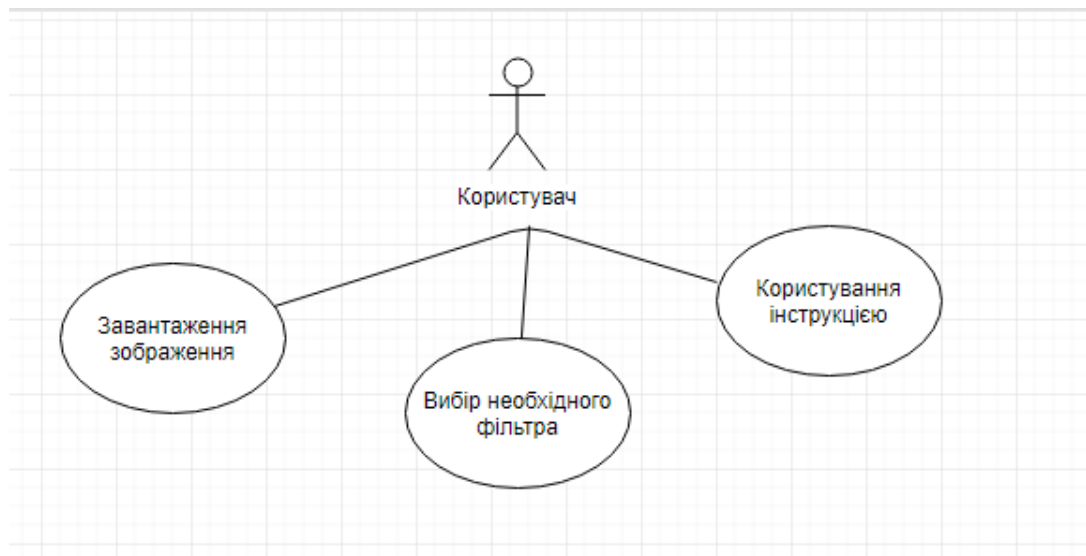 Користувач
Завантаження
зображення
Вибір необхідного
фільтра
Користування
інструкцією